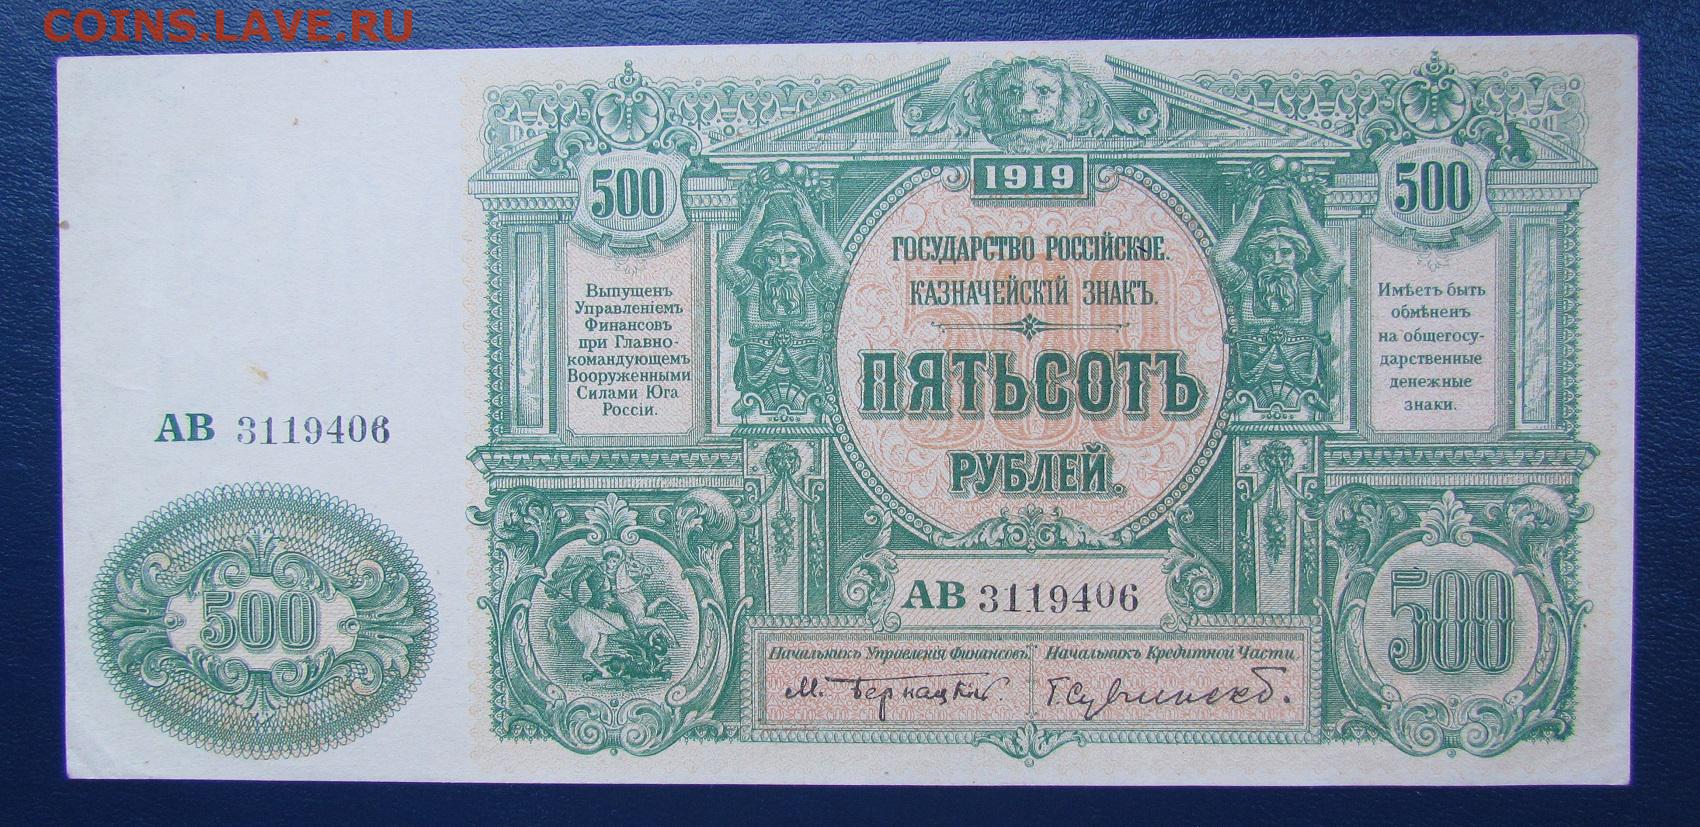 COINS.LAVE.RU
500
1919
500
ГОСУДАРСТВО РОССІЙСКОЕ.
КАЗНАЧЕЙСКІЙ ЗНАКЪ.
ПЯТЬСОТЪ
РУБЛЕЙ.
500
Выпущенъ
Управленіемъ
Финансовъ
при Главно-
командующемъ
Вооруженными
Силами Юга
Россіи.
Имѣетъ быть
обмѣненъ
на общегосу-
дарственные
денежные
знаки.
АВ 3119406
500
АВ 3119406
500
Начальникъ Управленія Финансовъ.
Начальникъ Кредитной Части.
М. Бернацкій.